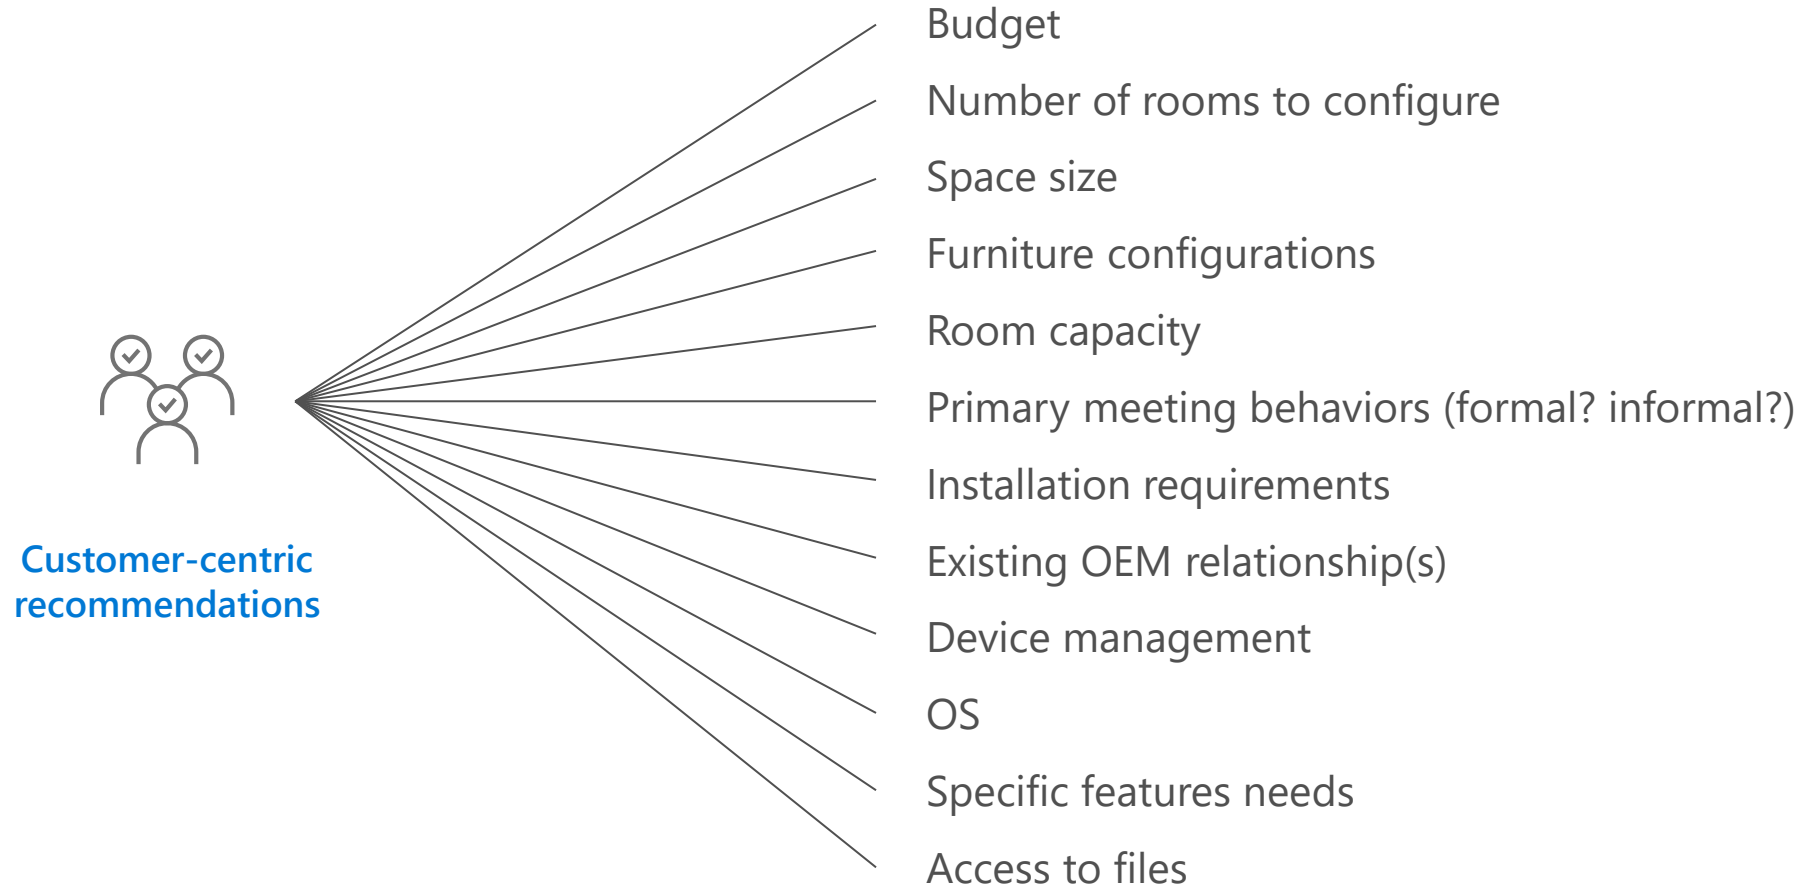 Budget
Number of rooms to configure
Space size
Furniture configurations
Room capacity
Primary meeting behaviors (formal? informal?)
Installation requirements
Existing OEM relationship(s)
Device management
OS
Specific features needs
Access to files
Customer-centric
recommendations